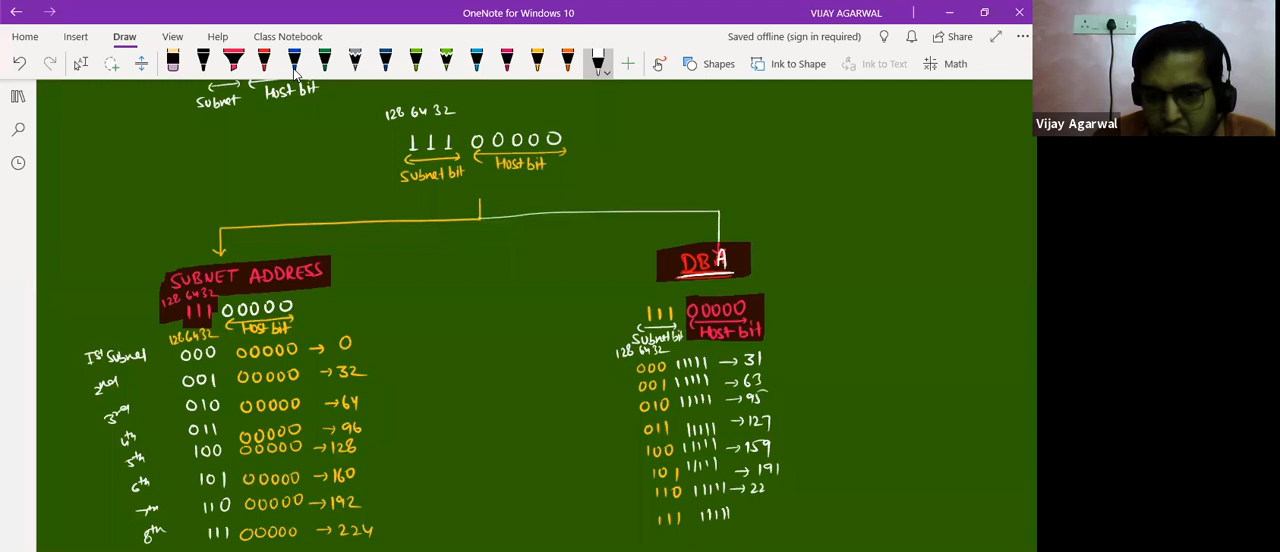 OneNote for Windows 10
VIJAY AGARWAL
Home Insert Draw View Class Notebook
Saved offline (sign in required) Share
Shapes Ink to Shape Ink to Text Math
Vijay Agarwal
Subnet Host bit
128 64 32
111 00000
Subnet bit Host bit
SUBNET ADDRESS
128 64 32
111 00000
Host bit
128 64 32
Ist Subnet 000 00000 → 0
2nd 001 00000 → 32
3rd 010 00000 → 64
4th 011 00000 → 96
5th 100 00000 → 128
6th 101 00000 → 160
7th 110 00000 → 192
8th 111 00000 → 224
DBA
111 00000
Subnet bit Host bit
128 64 32
000 11111 → 31
001 11111 → 63
010 11111 → 95
011 11111 → 127
100 11111 → 159
101 11111 → 191
110 11111 → 22
111 11111